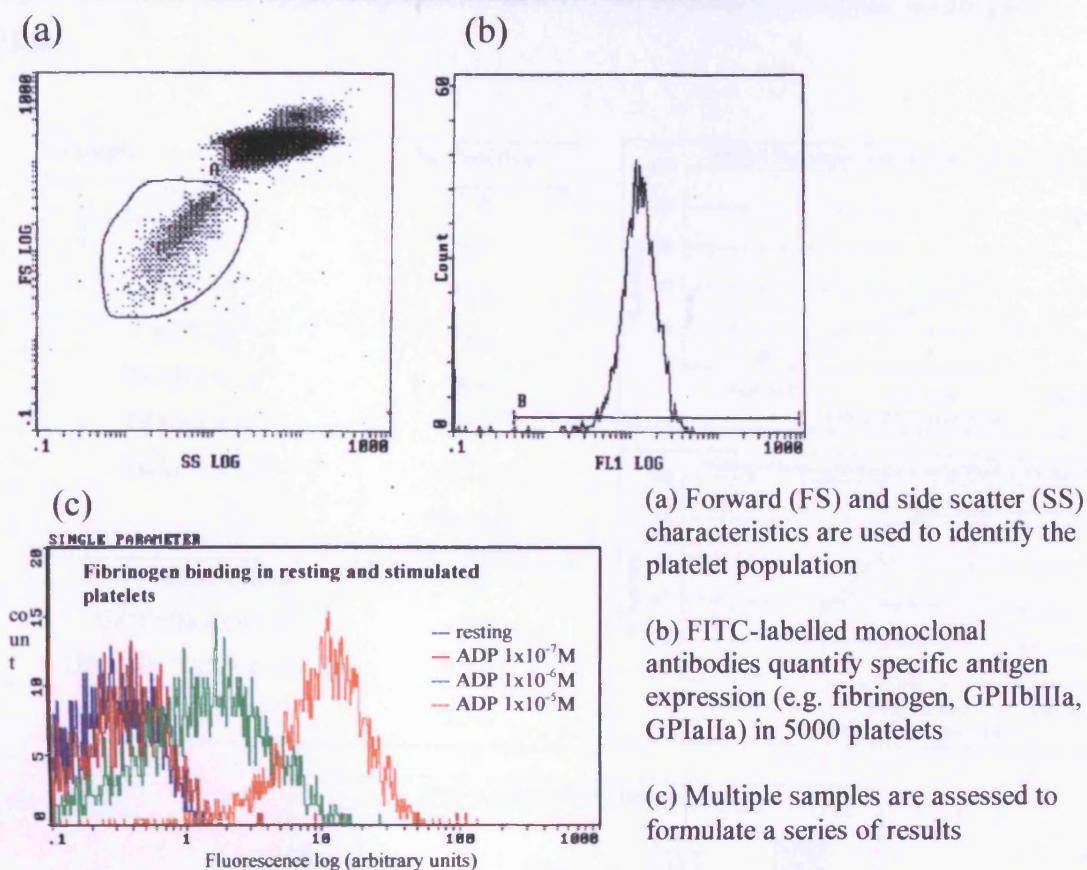 (a)
(b)
1000
FS LOG
.1
A
.1
SS LOG
1000
60
Count
0
B
.1
FL1 LOG
1000
(c)
SINGLE PARAMETER
Fibrinogen binding in resting and stimulated
platelets
20
15
10
5
0
co
un
t
resting
ADP 1x10⁻⁷M
ADP 1x10⁻⁶M
ADP 1x10⁻⁵M
.1
1
10
100
1000
Fluorescence log (arbitrary units)
(a) Forward (FS) and side scatter (SS)
characteristics are used to identify the
platelet population
(b) FITC-labelled monoclonal
antibodies quantify specific antigen
expression (e.g. fibrinogen, GPIIbIIIa,
GPIaIIa) in 5000 platelets
(c) Multiple samples are assessed to
formulate a series of results